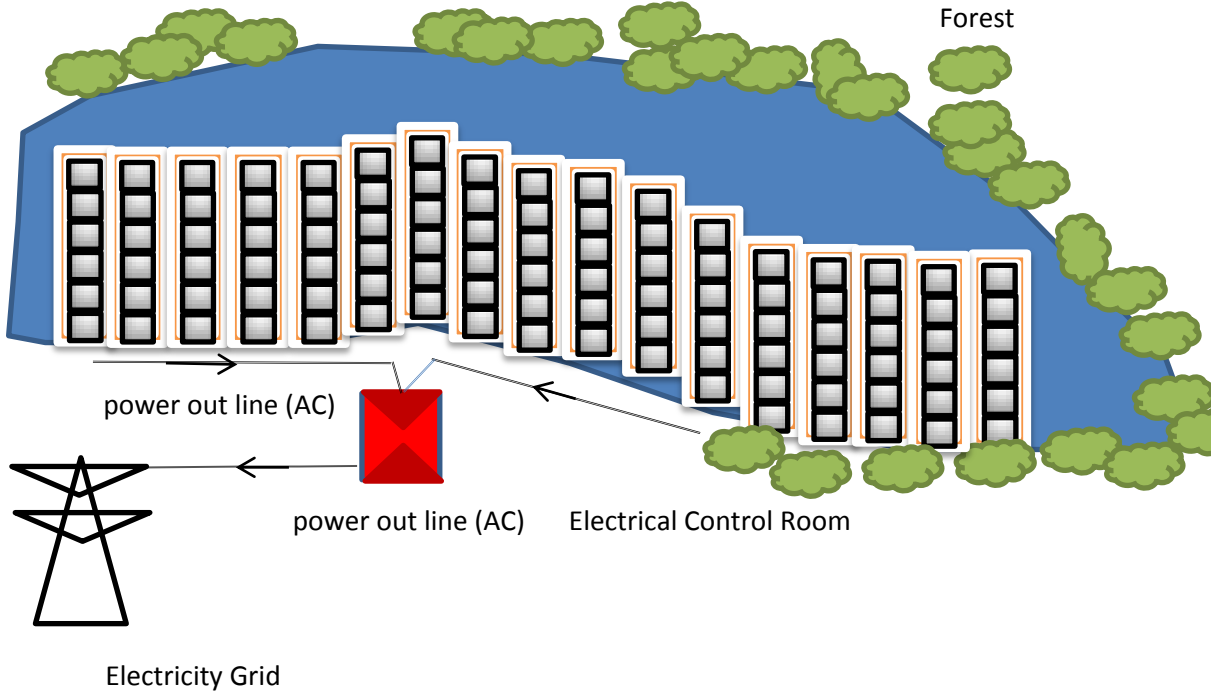 Forest
power out line (AC)
power out line (AC)
Electrical Control Room
Electricity Grid